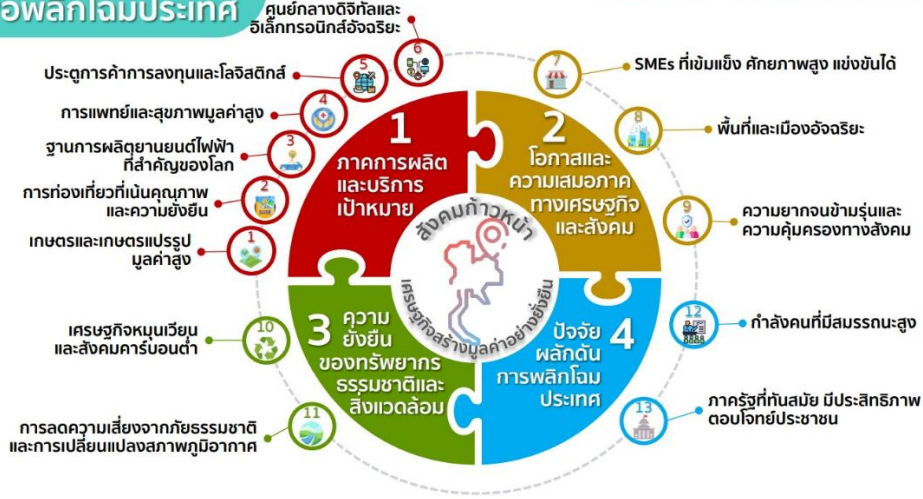 อพลิกโฉมประเทศ
ศูนย์กลางดิจิทัลและ
อิเล็กทรอนิกส์อัจฉริยะ
6
ประตูการค้าการลงทุนและโลจิสติกส์
5
การแพทย์และสุขภาพมูลค่าสูง
4
ฐานการผลิตยานยนต์ไฟฟ้า
ที่สำคัญของโลก
3
การท่องเที่ยวที่เน้นคุณภาพ
และความยั่งยืน
2
เกษตรและเกษตรแปรรูป
มูลค่าสูง
1
1
ภาคการผลิต
และบริการ
เป้าหมาย
2
โอกาสและ
ความเสมอภาค
ทางเศรษฐกิจ
และสังคม
7
SMEs ที่เข้มแข็ง ศักยภาพสูง แข่งขันได้
8
พื้นที่และเมืองอัจฉริยะ
9
ความยากจนข้ามรุ่นและ
ความคุ้มครองทางสังคม
สังคมก้าวหน้า
เศรษฐกิจสร้างมูลค่าอย่างยั่งยืน
3 ความ
ยั่งยืน
ของทรัพยากร
ธรรมชาติและ
สิ่งแวดล้อม
10
เศรษฐกิจหมุนเวียน
และสังคมคาร์บอนต่ำ
11
การลดความเสี่ยงจากภัยธรรมชาติ
และการเปลี่ยนแปลงสภาพภูมิอากาศ
ปัจจัย 4
ผลักดัน
การพลิกโฉม
ประเทศ
12
กำลังคนที่มีสมรรถนะสูง
13
ภาครัฐที่ทันสมัย มีประสิทธิภาพ
ตอบโจทย์ประชาชน